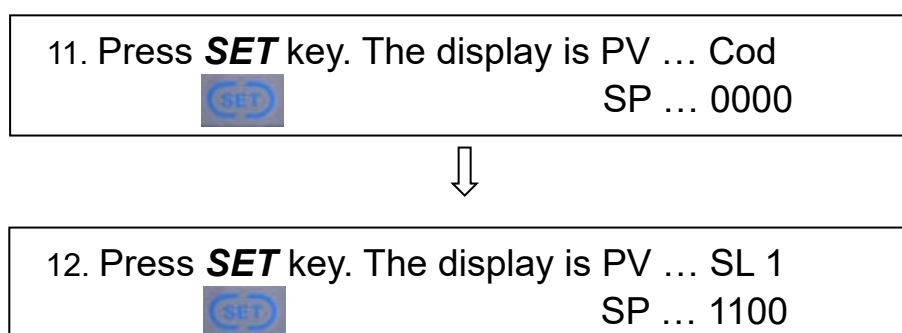 11. Press SET key. The display is PV … Cod
SET
SP … 0000
12. Press SET key. The display is PV … SL 1
SET
SP … 1100